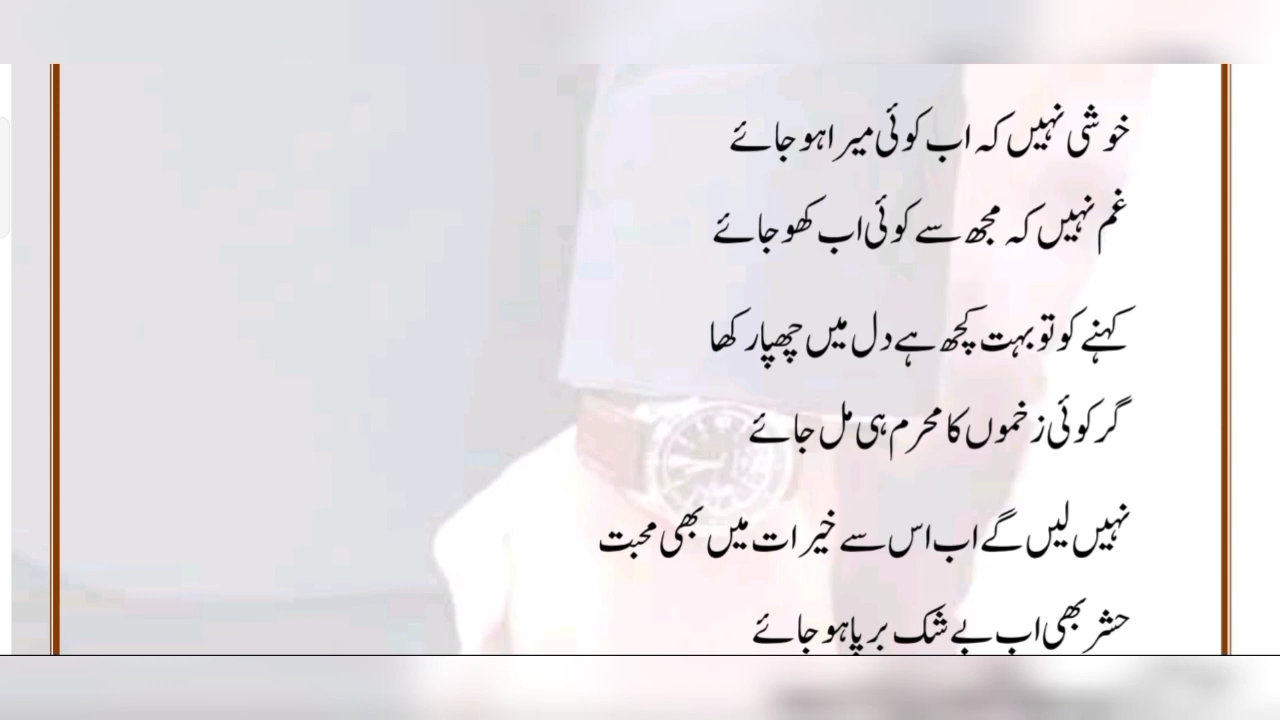 خوشی نہیں کہ اب کوئی میرا ہو جائے
غم نہیں کہ مجھ سے کوئی اب کھو جائے
کہنے کو تو بہت کچھ ہے دل میں چھپا رکھا
گر کوئی زخموں کا محرم ہی مل جائے
نہیں لیں گے اب اس سے خیرات میں بھی محبت
حشر بھی اب بے شک برپا ہو جائے